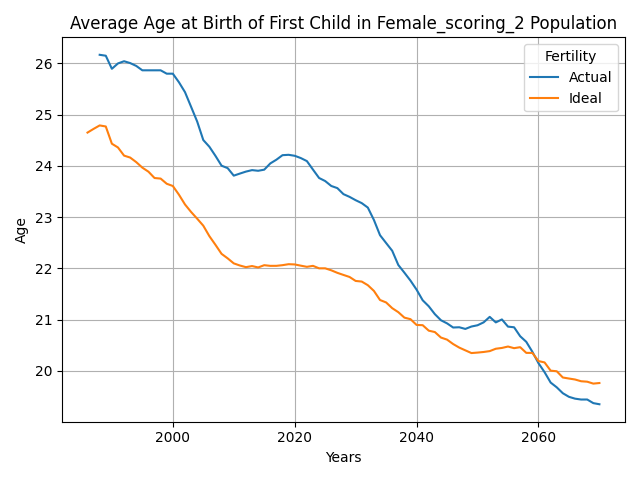 Average Age at Birth of First Child in Female_scoring_2 Population
Fertility
Actual
Ideal
Age
26
25
24
23
22
21
20
2000
2020
2040
2060
Years